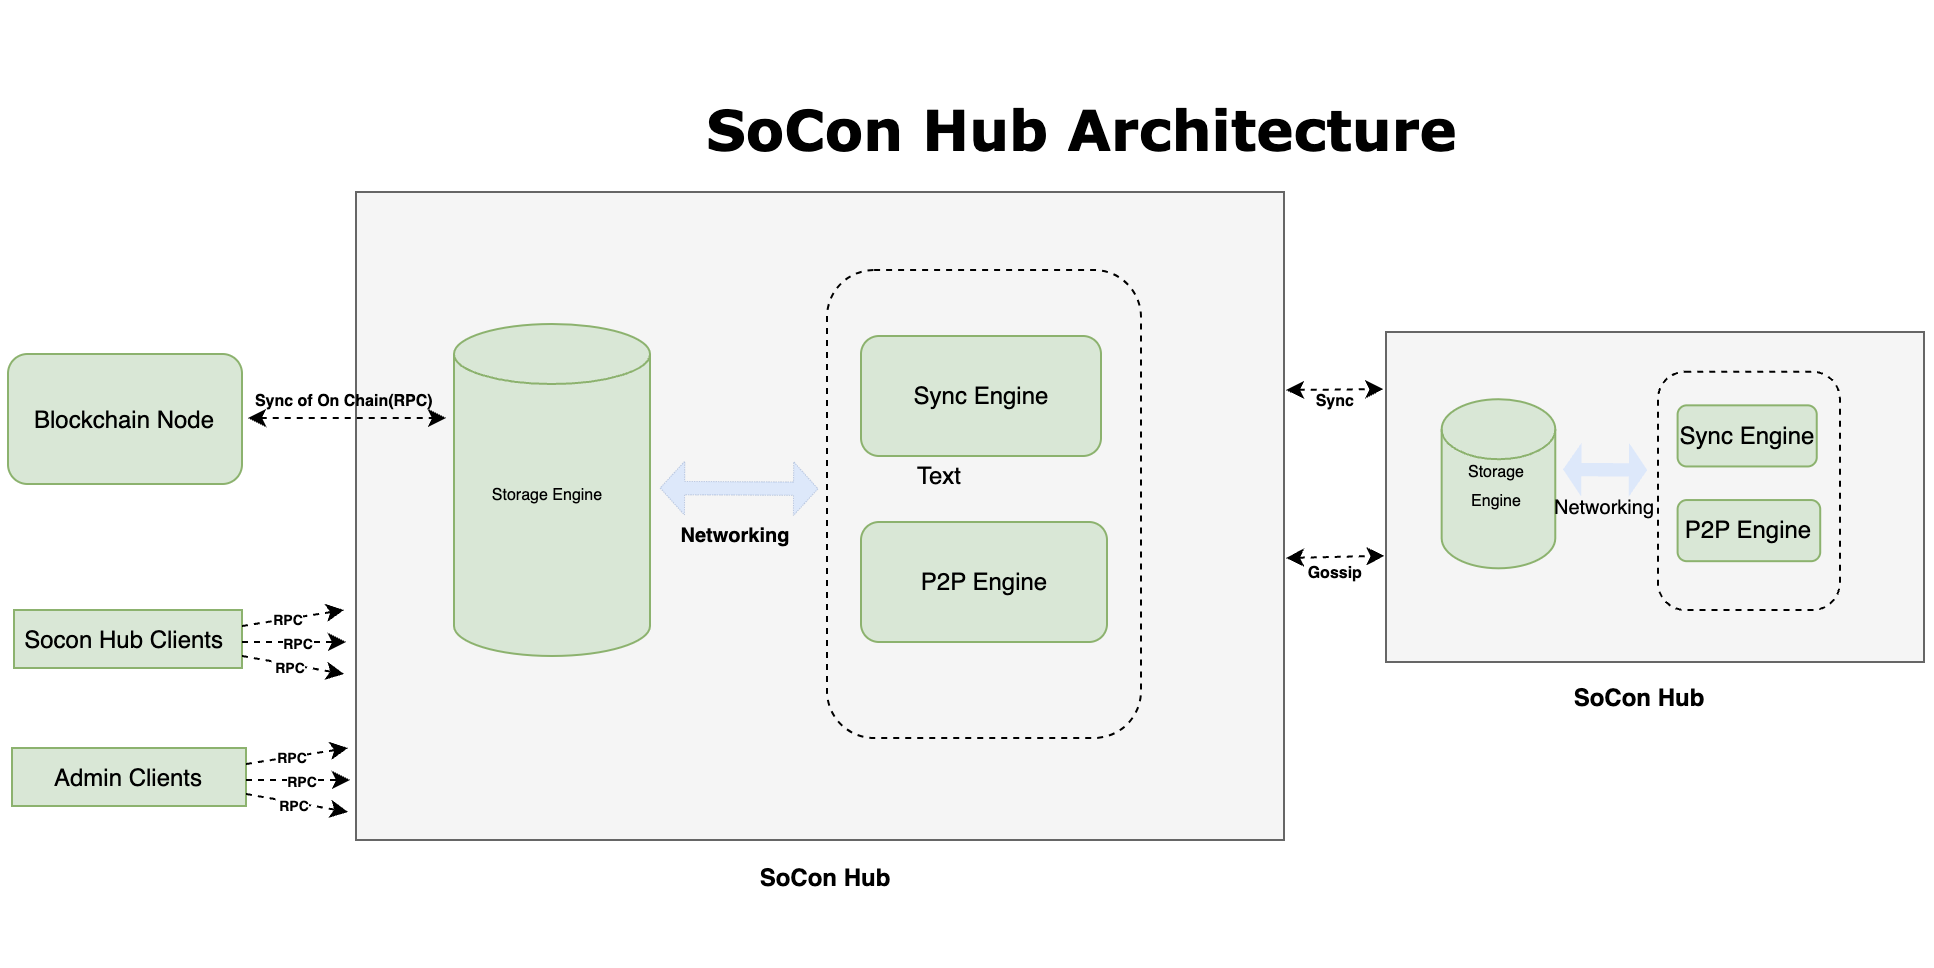 SoCon Hub Architecture
Blockchain Node
Sync of On Chain(RPC)
Storage Engine
Networking
Sync Engine
Text
P2P Engine
Socon Hub Clients
RPC
RPC
RPC
Admin Clients
RPC
RPC
RPC
SoCon Hub
Sync
Gossip
Storage
Engine
Networking
Sync Engine
P2P Engine
SoCon Hub